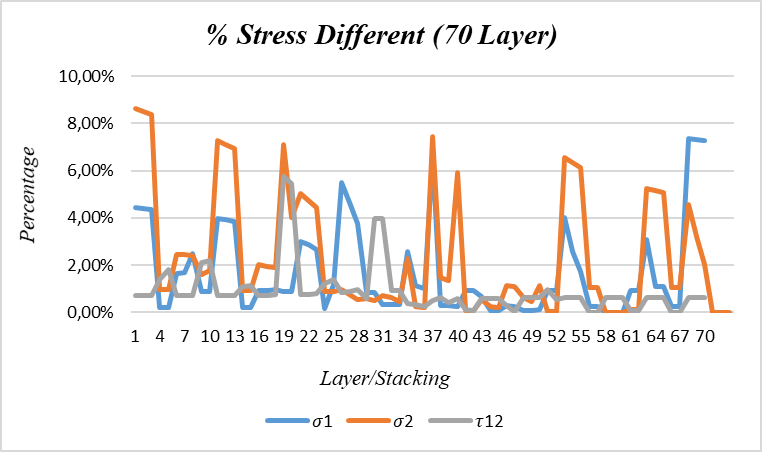 % Stress Different (70 Layer)
10,00%
8,00%
6,00%
4,00%
2,00%
0,00%
Percentage
1 4 7 10 13 16 19 22 25 28 31 34 37 40 43 46 49 52 55 58 61 64 67 70
Layer/Stacking
σ1 σ2 τ12